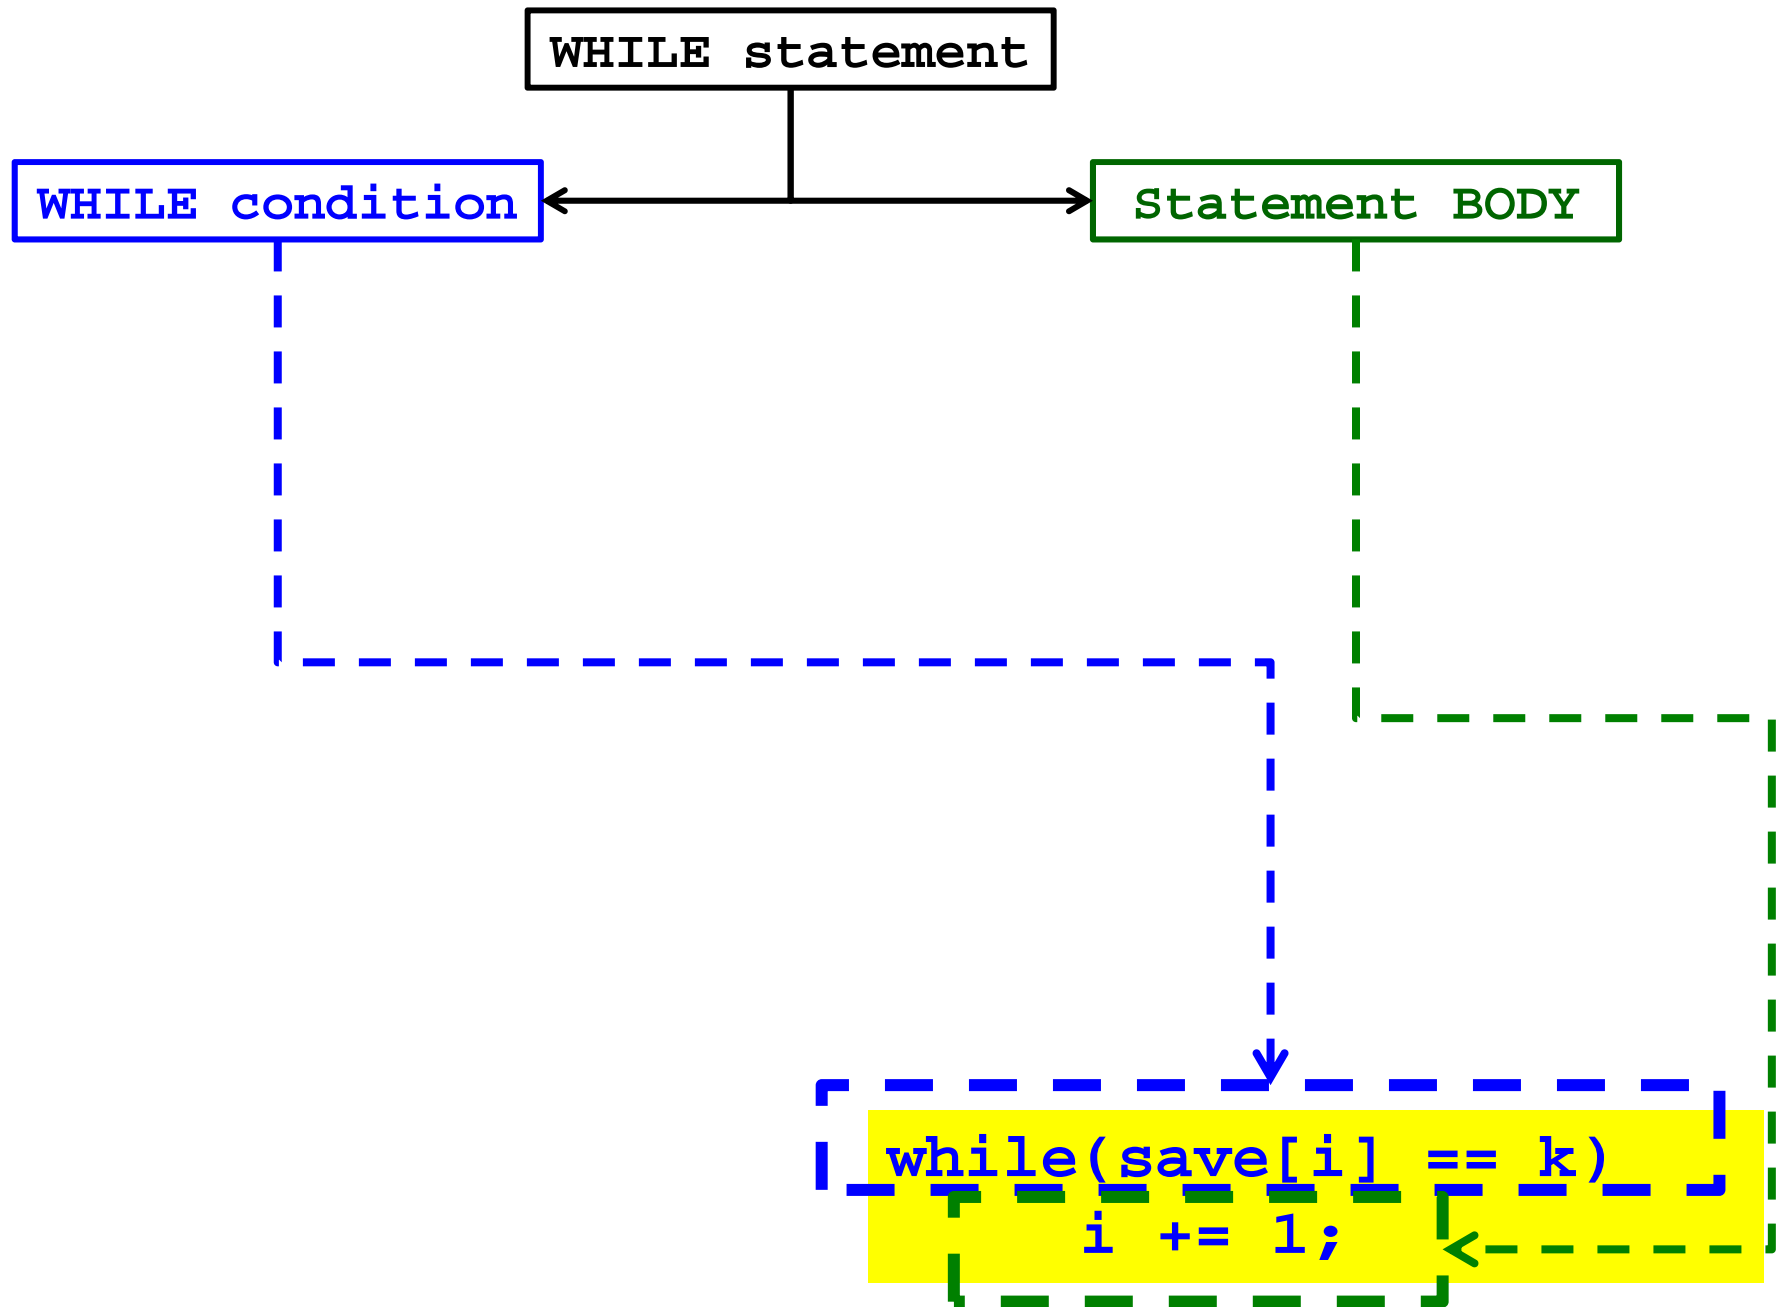 WHILE statement
WHILE condition
Statement BODY
while(save[i] == k)
i += 1;